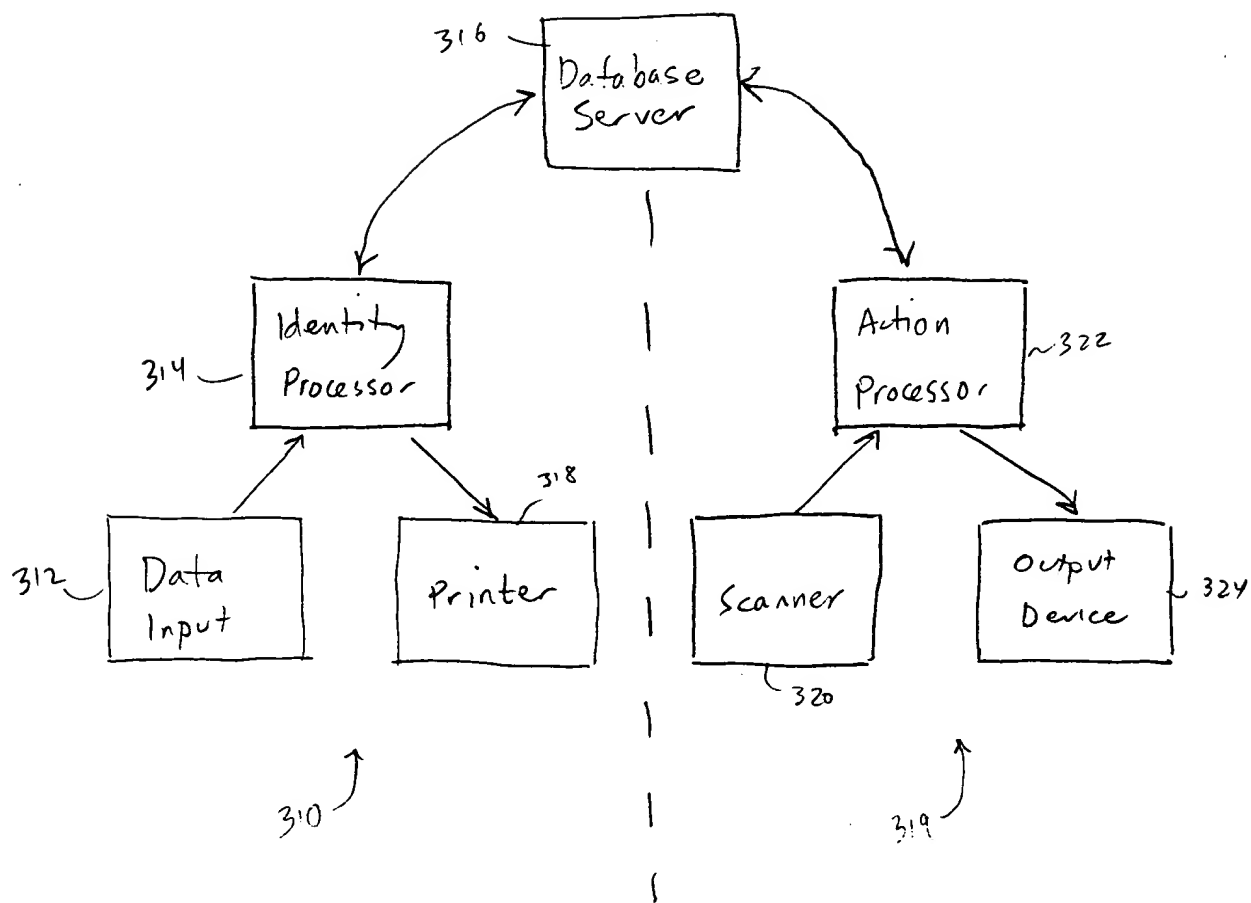 316
Database
Server
Identity
Processor
314
Action
Processor
322
318
312
Data
Input
Printer
Scanner
320
Output
Device
324
310
319